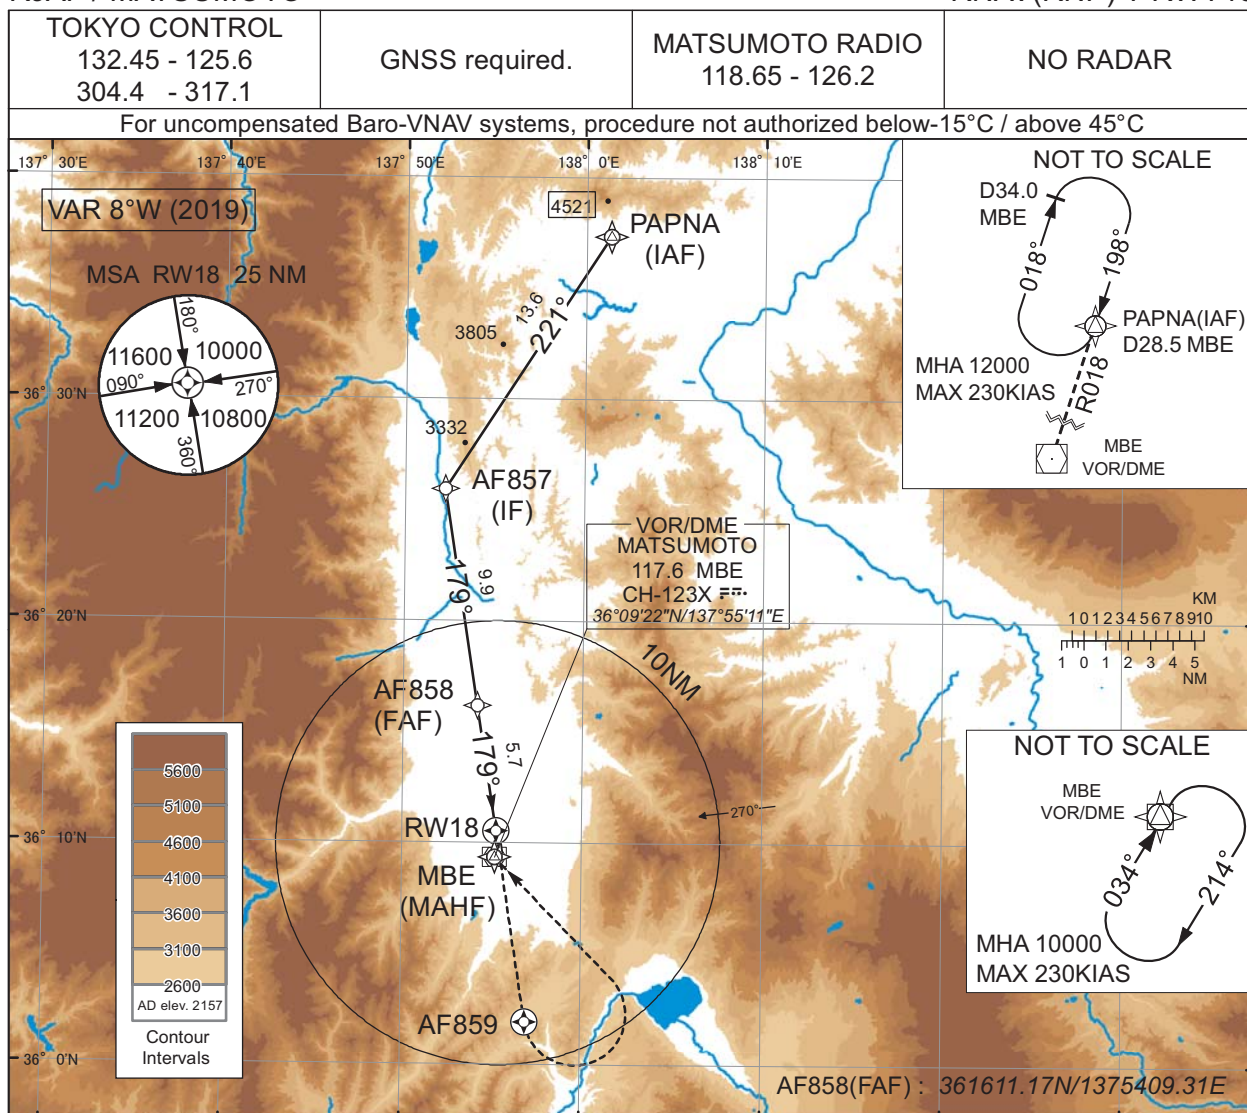 TOKYO CONTROL
132.45 - 125.6
304.4 - 317.1
GNSS required.
MATSUMOTO RADIO
118.65 - 126.2
NO RADAR
For uncompensated Baro-VNAV systems, procedure not authorized below-15°C / above 45°C
137° 30'E
137° 40'E
137° 50'E
138° 0'E
138° 10'E
VAR 8°W (2019)
MSA RW18 25 NM
180°
11600
10000
090°
270°
11200
10800
360°
4521
PAPNA
(IAF)
13.6
221°
3805
3332
36° 30'N
AF857
(IF)
179°
9.9
VOR/DME
MATSUMOTO
117.6 MBE
CH-123X
36°09'22"N/137°55'11"E
36° 20'N
10NM
AF858
(FAF)
5.7
179°
270°
RW18
36° 10'N
MBE
(MAHF)
AF859
36° 0'N
5600
5100
4600
4100
3600
3100
2600
AD elev. 2157
Contour
Intervals
NOT TO SCALE
D34.0
MBE
018°
198°
PAPNA(IAF)
D28.5 MBE
MHA 12000
MAX 230KIAS
R018
MBE
VOR/DME
KM
1 0 1 2 3 4 5 6 7 8 9 10
1 0 1 2 3 4 5
NM
NOT TO SCALE
MBE
VOR/DME
034°
214°
MHA 10000
MAX 230KIAS
AF858(FAF) : 361611.17N/1375409.31E